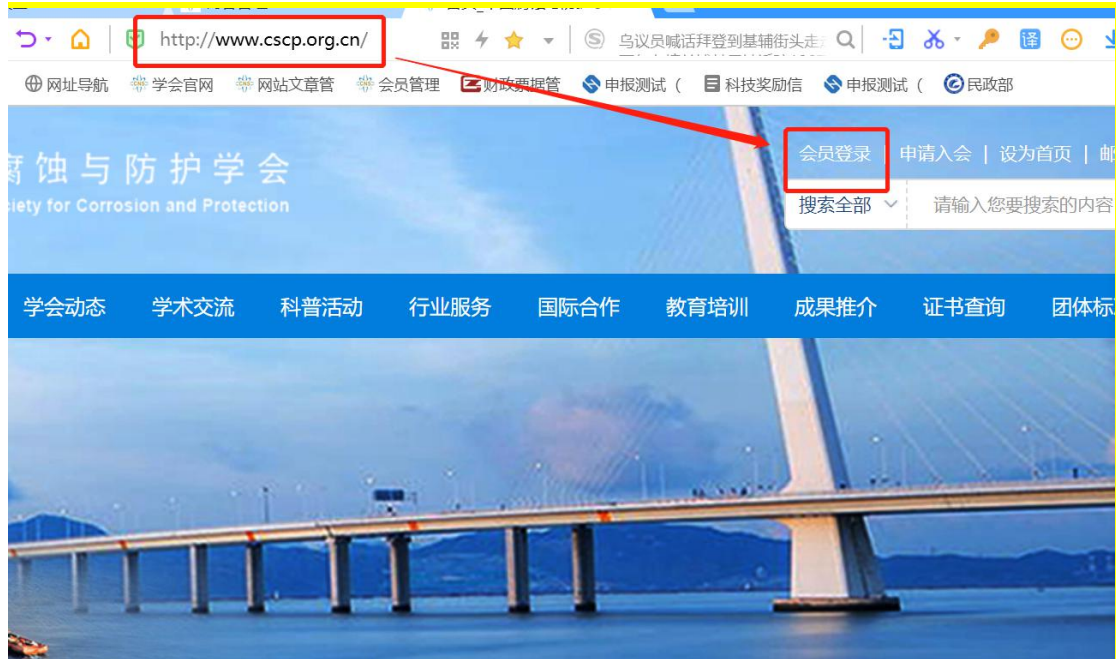 http://www.cscp.org.cn/
乌议员喊话拜登到基辅街头走
译
网址导航 学会官网 网站文章管 会员管理 财政票据管 申报测试 ( 科技奖励信 申报测试 ( 民政部
会员登录 | 申请入会 | 设为首页 |
腐蚀与防护学会
iety for Corrosion and Protection
搜索全部 请输入您要搜索的内容
学会动态 学术交流 科普活动 行业服务 国际合作 教育培训 成果推介 证书查询 团体标